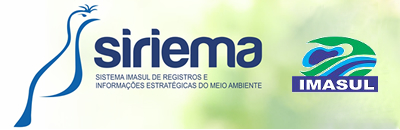 siriema
SISTEMA IMASUL DE REGISTROS E
INFORMAÇÕES ESTRATÉGICAS DO MEIO AMBIENTE
IMASUL